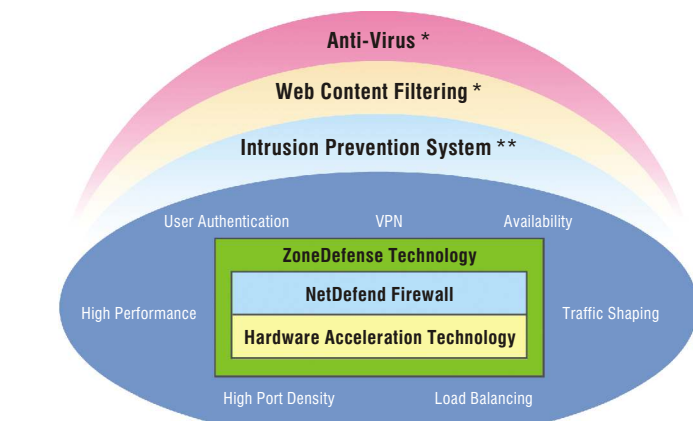 Anti-Virus *
Web Content Filtering *
Intrusion Prevention System **
User Authentication
VPN
Availability
ZoneDefense Technology
NetDefend Firewall
High Performance
Traffic Shaping
Hardware Acceleration Technology
High Port Density
Load Balancing